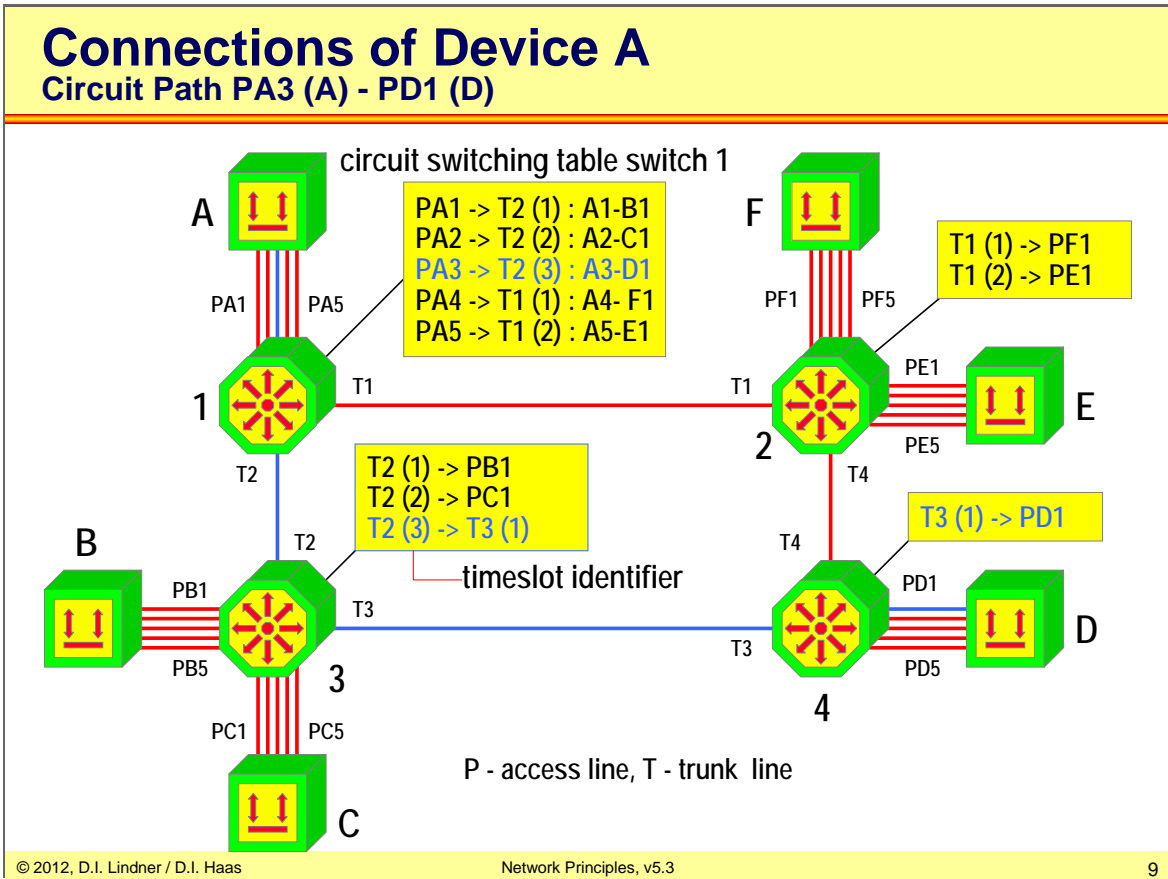 Connections of Device A
Circuit Path PA3 (A) - PD1 (D)
circuit switching table switch 1
A
PA1 -> T2 (1) : A1-B1
PA2 -> T2 (2) : A2-C1
PA3 -> T2 (3) : A3-D1
PA4 -> T1 (1) : A4- F1
PA5 -> T1 (2) : A5-E1
F
T1 (1) -> PF1
T1 (2) -> PE1
PA1
PA5
PF1
PF5
1
T1
T1
2
PE1
PE5
E
T2
T4
T2 (1) -> PB1
T2 (2) -> PC1
T2 (3) -> T3 (1)
timeslot identifier
T3 (1) -> PD1
B
T2
T4
PB1
PB5
3
T3
T3
4
PD1
PD5
D
PC1
PC5
C
P - access line, T - trunk line
© 2012, D.I. Lindner / D.I. Haas
Network Principles, v5.3
9